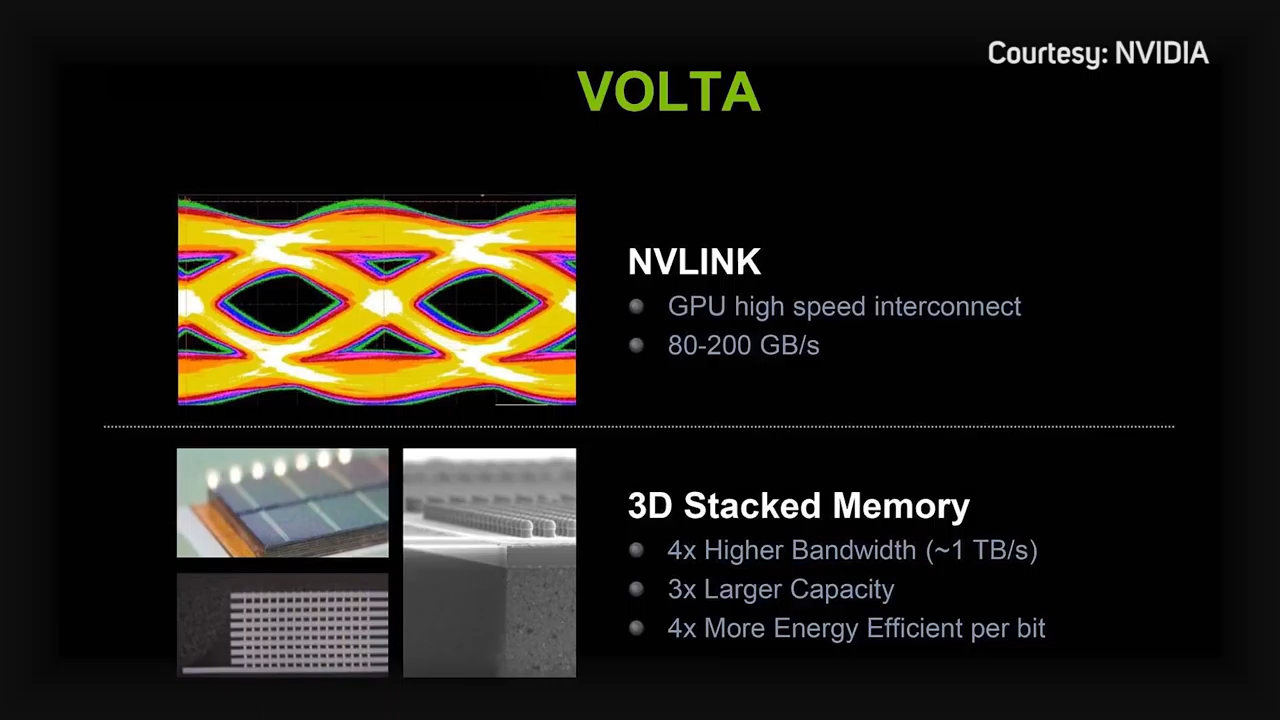 Courtesy: NVIDIA
VOLTA
NVLINK
GPU high speed interconnect
80-200 GB/s
3D Stacked Memory
4x Higher Bandwidth (~1 TB/s)
3x Larger Capacity
4x More Energy Efficient per bit